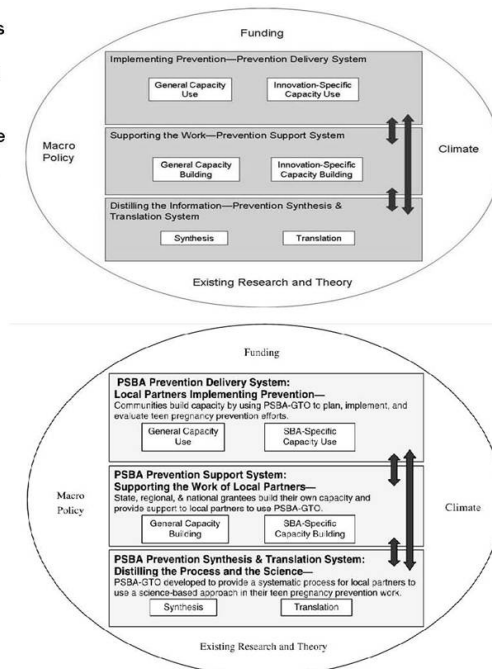 s
e
Funding
Implementing Prevention—Prevention Delivery System
General Capacity
Use
Innovation-Specific
Capacity Use
Supporting the Work—Prevention Support System
Macro
Policy
Climate
General Capacity
Building
Innovation-Specific
Capacity Building
Distilling the Information—Prevention Synthesis &
Translation System
Synthesis
Translation
Existing Research and Theory
Funding
PSBA Prevention Delivery System:
Local Partners Implementing Prevention—
Communities build capacity by using PSBA-GTO to plan, implement, and
evaluate teen pregnancy prevention efforts.
General Capacity
Use
SBA-Specific
Capacity Use
PSBA Prevention Support System:
Supporting the Work of Local Partners—
State, regional, & national grantees build their own capacity and
provide support to local partners to use PSBA-GTO.
Macro
Policy
Climate
General Capacity
Building
SBA-Specific
Capacity Building
PSBA Prevention Synthesis & Translation System:
Distilling the Process and the Science—
PSBA-GTO developed to provide a systematic process for local partners to
use a science-based approach in their teen pregnancy prevention work.
Synthesis
Translation
Existing Research and Theory